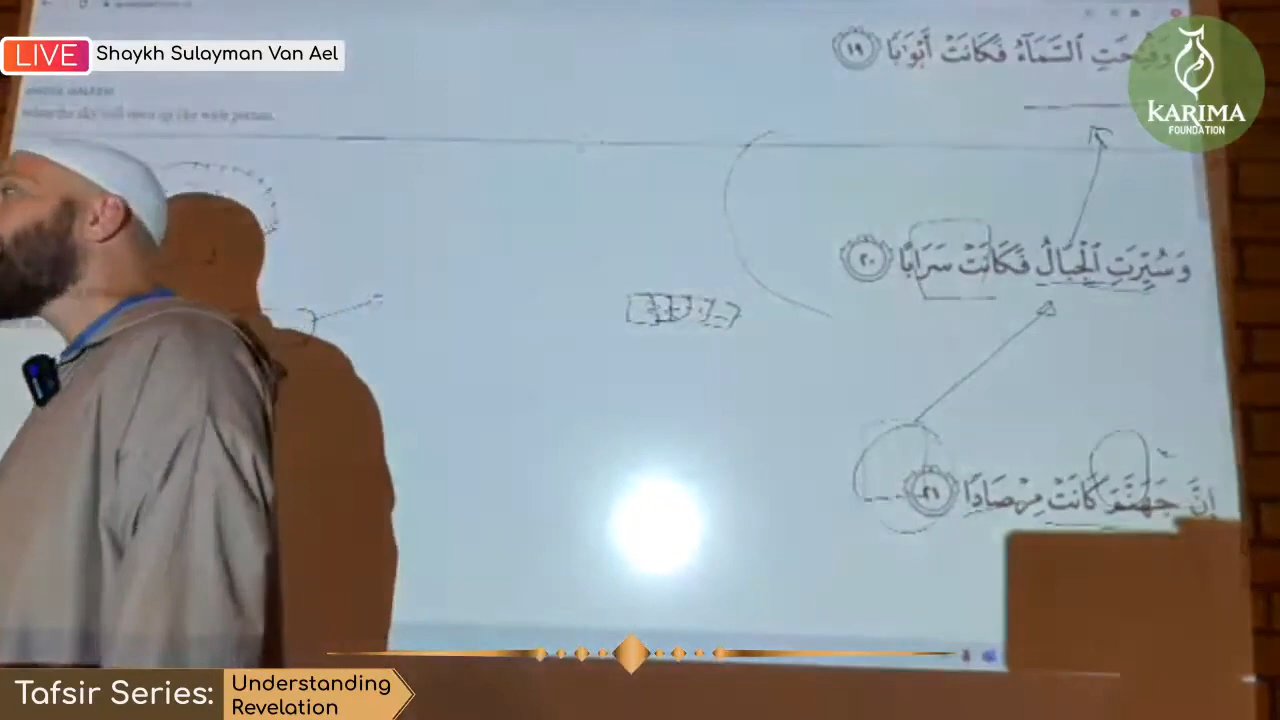 LIVE Shaykh Sulayman Van Ael
وَفُتِحَتِ ٱلسَّمَآءُ فَكَانَتْ أَبْوَٰبًا ١٩
KARIMA
FOUNDATION
وَسُيِّرَتِ ٱلْجِبَالُ فَكَانَتْ سَرَابًا ٢٠
إِنَّ جَهَنَّمَ كَانَتْ مِرْصَادًا ٢١
Tafsir Series:
Understanding
Revelation